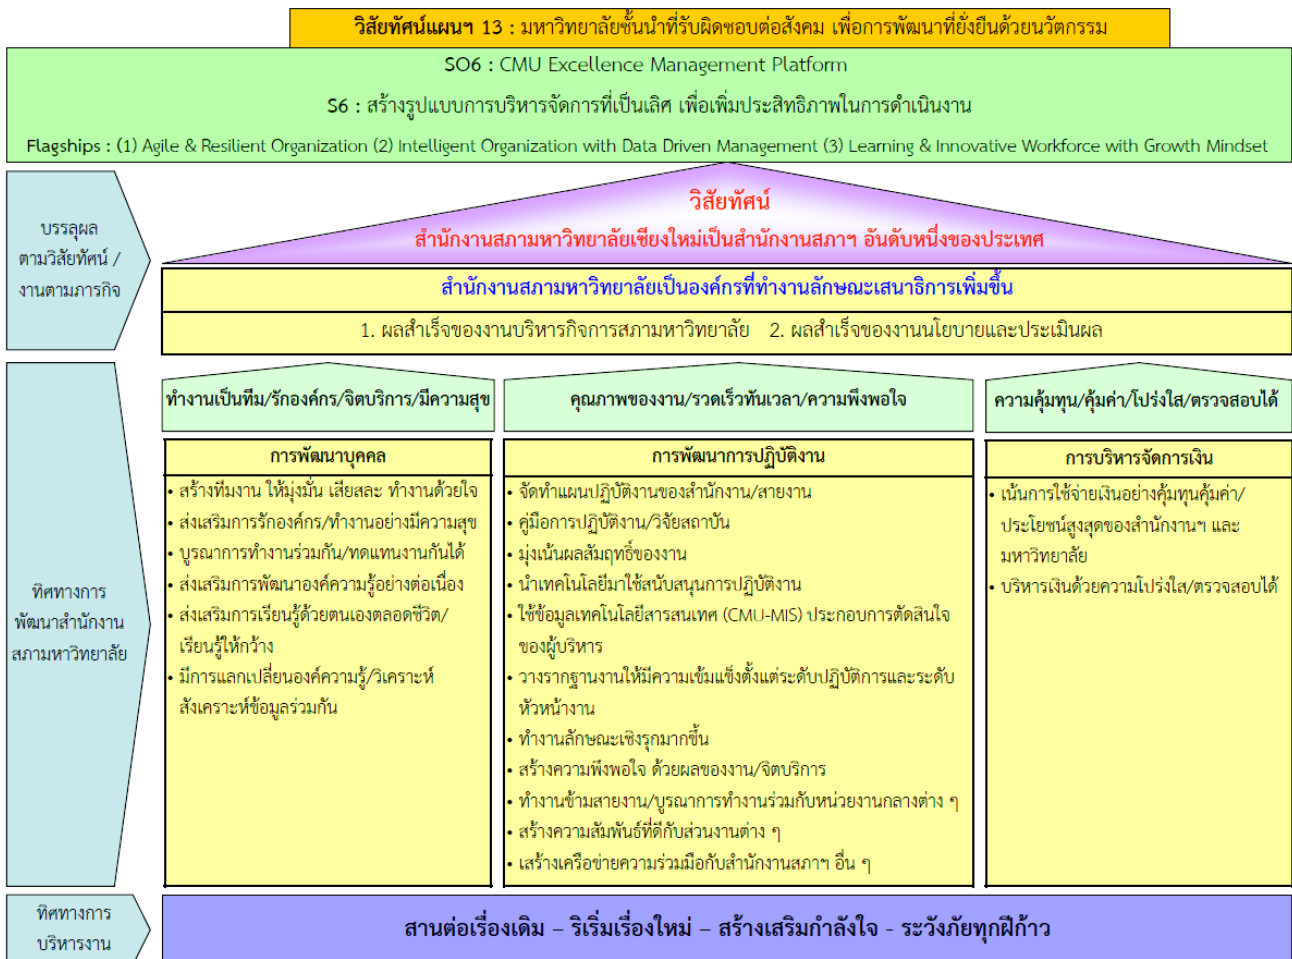 วิสัยทัศน์แผนฯ 13 : มหาวิทยาลัยชั้นนำที่รับผิดชอบต่อสังคม เพื่อการพัฒนาที่ยั่งยืนด้วยนวัตกรรม
SO6 : CMU Excellence Management Platform
S6 : สร้างรูปแบบการบริหารจัดการที่เป็นเลิศ เพื่อเพิ่มประสิทธิภาพในการดำเนินงาน
Flagships : (1) Agile & Resilient Organization (2) Intelligent Organization with Data Driven Management (3) Learning & Innovative Workforce with Growth Mindset
บรรลุผล
ตามวิสัยทัศน์ /
งานตามภารกิจ
วิสัยทัศน์
สำนักงานสภามหาวิทยาลัยเชียงใหม่เป็นสำนักงานสภาฯ อันดับหนึ่งของประเทศ
สำนักงานสภามหาวิทยาลัยเป็นองค์กรที่ทำงานลักษณะเสนาธิการเพิ่มขึ้น
1. ผลสำเร็จของงานบริหารกิจการสภามหาวิทยาลัย 2. ผลสำเร็จของงานนโยบายและประเมินผล
ทิศทางการ
พัฒนาสำนักงาน
สภามหาวิทยาลัย
ทำงานเป็นทีม/รักองค์กร/จิตบริการ/มีความสุข
การพัฒนาบุคคล
• สร้างทีมงาน ให้มุ่งมั่น เสียสละ ทำงานด้วยใจ
• ส่งเสริมการรักองค์กร/ทำงานอย่างมีความสุข
• บูรณาการทำงานร่วมกัน/ทดแทนงานกันได้
• ส่งเสริมการพัฒนาองค์ความรู้อย่างต่อเนื่อง
• ส่งเสริมการเรียนรู้ด้วยตนเองตลอดชีวิต/
เรียนรู้ให้กว้าง
• มีการแลกเปลี่ยนองค์ความรู้/วิเคราะห์
สังเคราะห์ข้อมูลร่วมกัน
คุณภาพของงาน/รวดเร็วทันเวลา/ความพึงพอใจ
การพัฒนาการปฏิบัติงาน
• จัดทำแผนปฏิบัติงานของสำนักงาน/สายงาน
• คู่มือการปฏิบัติงาน/วิจัยสถาบัน
• มุ่งเน้นผลสัมฤทธิ์ของงาน
• นำเทคโนโลยีมาใช้สนับสนุนการปฏิบัติงาน
• ใช้ข้อมูลเทคโนโลยีสารสนเทศ (CMU-MIS) ประกอบการตัดสินใจ
ของผู้บริหาร
• วางรากฐานงานให้มีความเข้มแข็งตั้งแต่ระดับปฏิบัติการและระดับ
หัวหน้างาน
• ทำงานลักษณะเชิงรุกมากขึ้น
• สร้างความพึงพอใจ ด้วยผลของงาน/จิตบริการ
• ทำงานข้ามสายงาน/บูรณาการทำงานร่วมกับหน่วยงานกลางต่าง ๆ
• สร้างความสัมพันธ์ที่ดีกับส่วนงานต่าง ๆ
• เสร้างเครือข่ายความร่วมมือกับสำนักงานสภาฯ อื่น ๆ
ความคุ้มทุน/คุ้มค่า/โปร่งใส/ตรวจสอบได้
การบริหารจัดการเงิน
• เน้นการใช้จ่ายเงินอย่างคุ้มทุนคุ้มค่า/
ประโยชน์สูงสุดของสำนักงานฯ และ
มหาวิทยาลัย
• บริหารเงินด้วยความโปร่งใส/ตรวจสอบได้
ทิศทางการ
บริหารงาน
สานต่อเรื่องเดิม – ริเริ่มเรื่องใหม่ – สร้างเสริมกำลังใจ - ระวังภัยทุกฝีก้าว